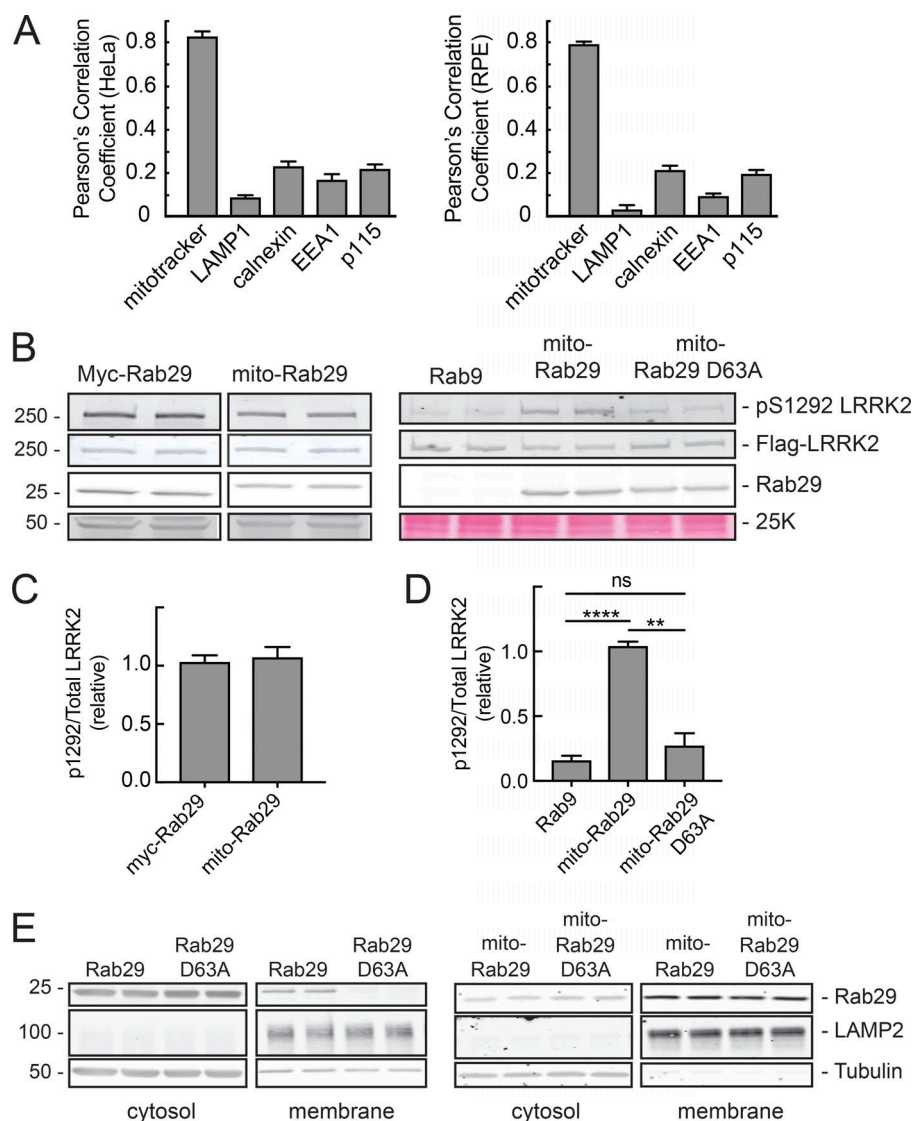 A
Pearson's Correlation
Coefficient (HeLa)
0.8
0.4
0.2
0
mitotracker
LAMP1
calnexin
EEA1
p115
Pearson's Correlation
Coefficient (RPE)
0.8
0.4
0.2
0
mitotracker
LAMP1
calnexin
EEA1
p115
B
Myc-Rab29
mito-Rab29
Rab9
mito-
Rab29
mito-
Rab29 D63A
250 -
- pS1292 LRRK2
250 -
- Flag-LRRK2
25 -
- Rab29
50 -
- 25K
C
p1292/Total LRRK2
(relative)
1.0
0.5
0.0
myc-Rab29
mito-Rab29
D
p1292/Total LRRK2
(relative)
1.0
0.5
0.0
ns
****
**
Rab9
mito-Rab29
mito-Rab29
D63A
E
Rab29
Rab29
D63A
Rab29
Rab29
D63A
mito-
Rab29
mito-
Rab29
D63A
mito-
Rab29
mito-
Rab29
D63A
25 -
- Rab29
100 -
- LAMP2
50 -
- Tubulin
cytosol
membrane
cytosol
membrane